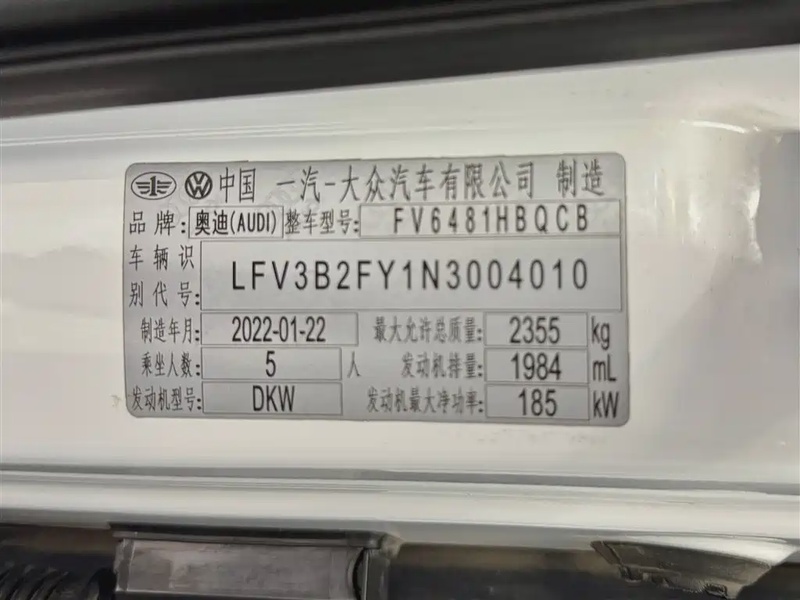 中国 一汽-大众汽车有限公司 制造
品牌: 奥迪(AUDI) 整车型号: FV6481HBQCB
车辆识
别代号: LFV3B2FY1N3004010
制造年月: 2022-01-22 最大允许总质量: 2355 kg
乘坐人数: 5 人 发动机排量: 1984 mL
发动机型号: DKW 发动机最大净功率: 185 kW